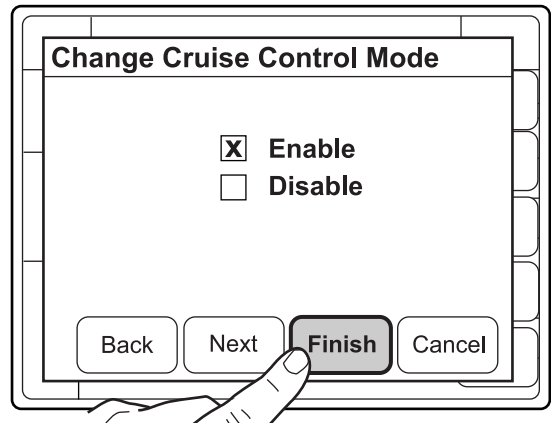 Change Cruise Control Mode
X Enable
Disable
Back Next Finish Cancel